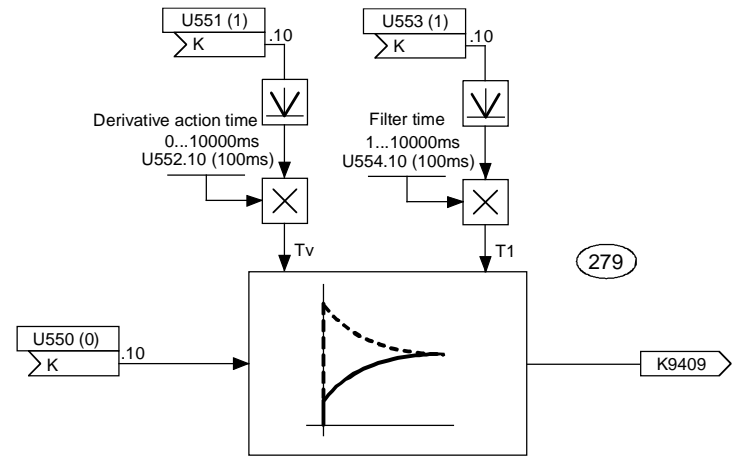 U551 (1)
K
.10
U553 (1)
K
.10
Derivative action time
0...10000ms
U552.10 (100ms)
Filter time
1...10000ms
U554.10 (100ms)
Tv
T1
279
U550 (0)
K
.10
K9409